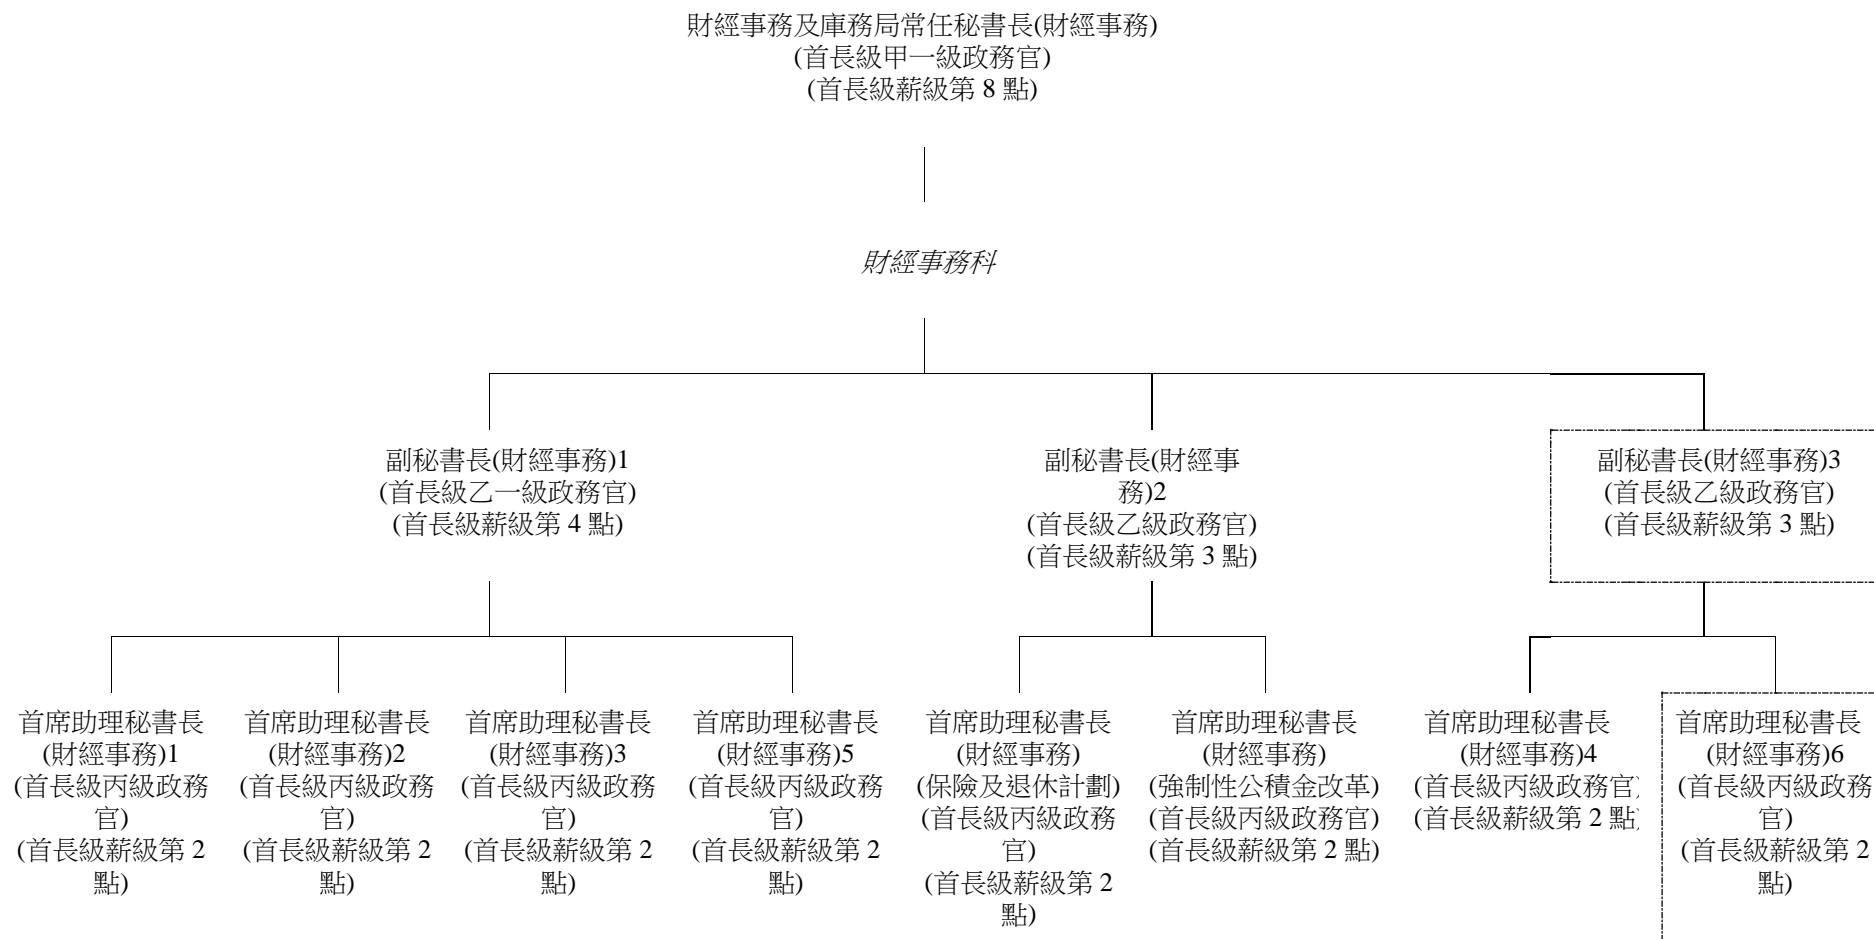 財經事務及庫務局常任秘書長(財經事務)
(首長級甲一級政務官)
(首長級薪級第 8 點)
財經事務科
副秘書長(財經事務)1
(首長級乙一級政務官)
(首長級薪級第 4 點)
副秘書長(財經事
務)2
(首長級乙級政務官)
(首長級薪級第 3 點)
副秘書長(財經事務)3
(首長級乙級政務官)
(首長級薪級第 3 點)
首席助理秘書長
(財經事務)1
(首長級丙級政務
官)
(首長級薪級第 2
點)
首席助理秘書長
(財經事務)2
(首長級丙級政務
官)
(首長級薪級第 2
點)
首席助理秘書長
(財經事務)3
(首長級丙級政務
官)
(首長級薪級第 2
點)
首席助理秘書長
(財經事務)5
(首長級丙級政務
官)
(首長級薪級第 2
點)
首席助理秘書長
(財經事務)
(保險及退休計劃)
(首長級丙級政務
官)
(首長級薪級第 2
點)
首席助理秘書長
(財經事務)
(強制性公積金改革)
(首長級丙級政務官)
(首長級薪級第 2 點)
首席助理秘書長
(財經事務)4
(首長級丙級政務官)
(首長級薪級第 2 點)
首席助理秘書長
(財經事務)6
(首長級丙級政務
官)
(首長級薪級第 2
點)